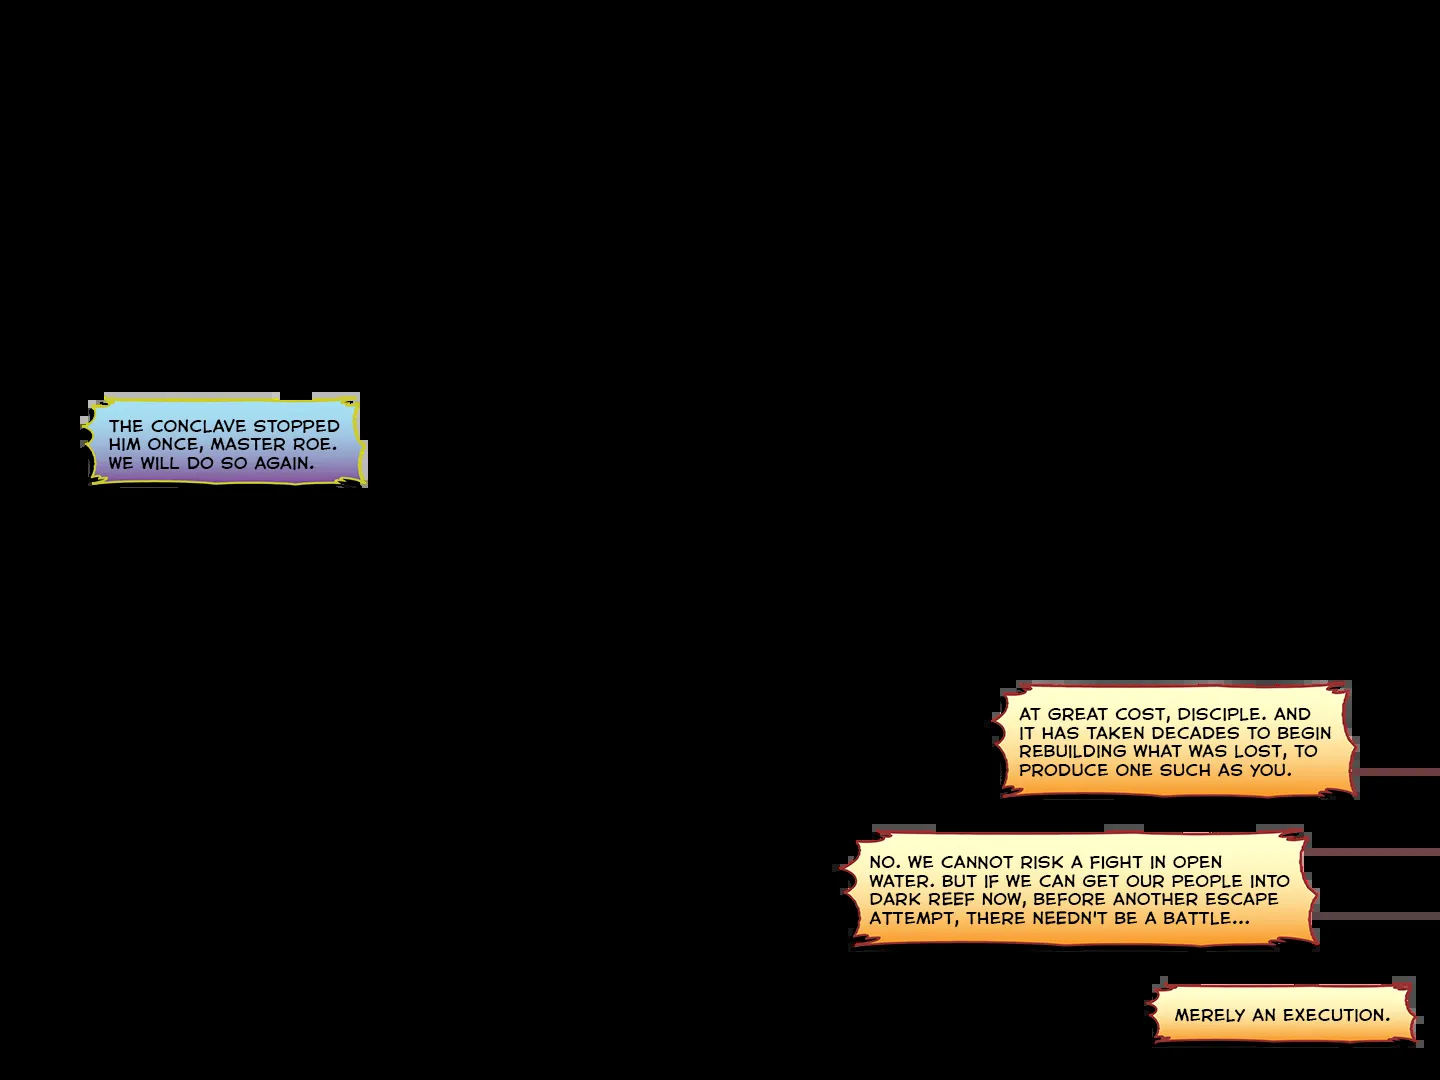 THE CONCLAVE STOPPED
HIM ONCE, MASTER ROE.
WE WILL DO SO AGAIN.
AT GREAT COST, DISCIPLE. AND
IT HAS TAKEN DECADES TO BEGIN
REBUILDING WHAT WAS LOST, TO
PRODUCE ONE SUCH AS YOU.
NO. WE CANNOT RISK A FIGHT IN OPEN
WATER. BUT IF WE CAN GET OUR PEOPLE INTO
DARK REEF NOW, BEFORE ANOTHER ESCAPE
ATTEMPT, THERE NEEDN'T BE A BATTLE...
MERELY AN EXECUTION.